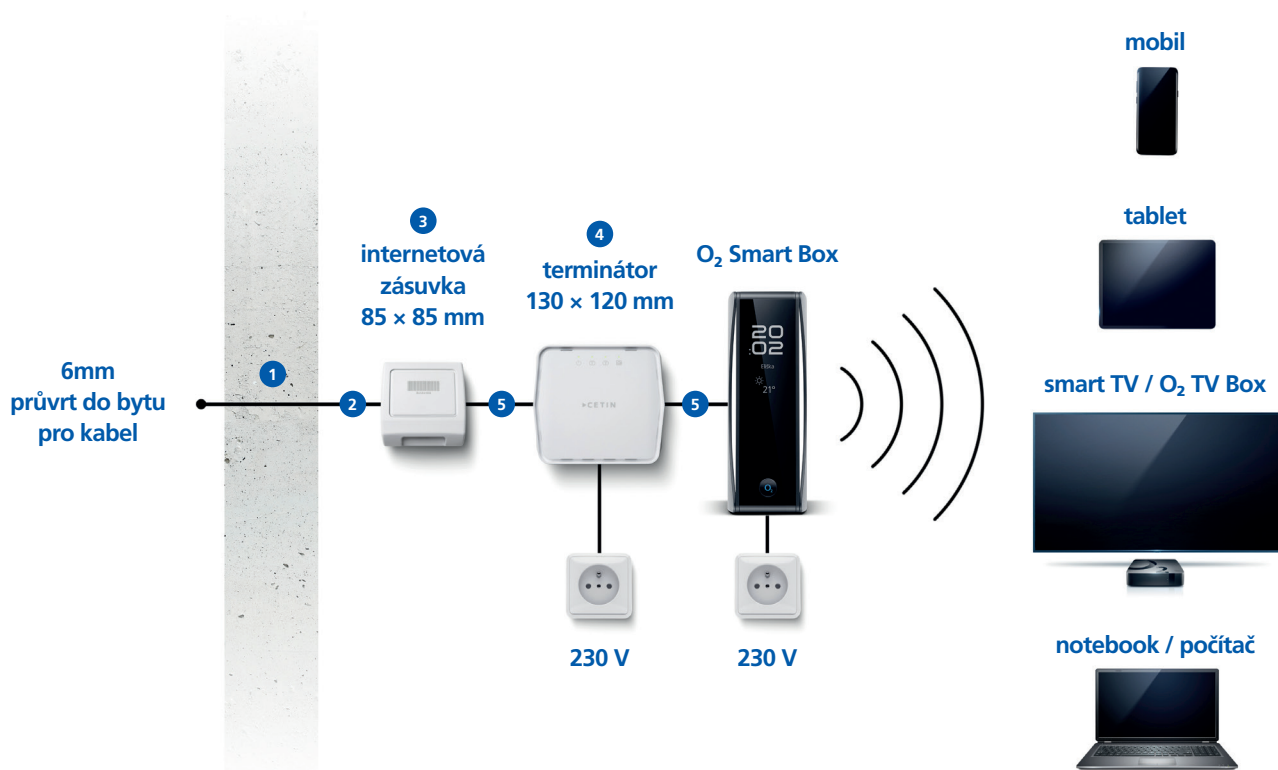 6mm
průvrt do bytu
pro kabel
1
2
3
internetová
zásuvka
85 × 85 mm
5
4
terminátor
130 × 120 mm
▸CETIN
230 V
5
O₂ Smart Box
20
02
21°
O₂
230 V
mobil
tablet
smart TV / O₂ TV Box
notebook / počítač